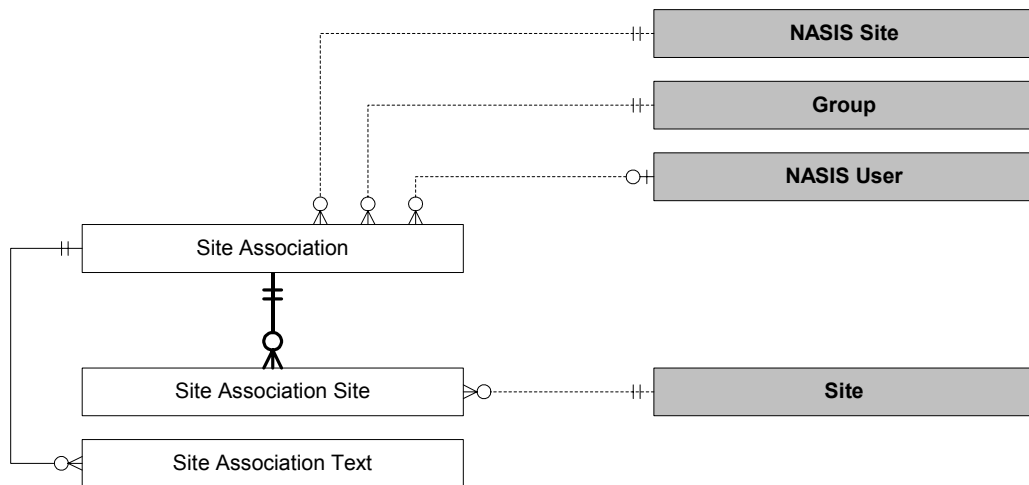 NASIS Site
Group
NASIS User
Site Association
Site Association Site
Site
Site Association Text